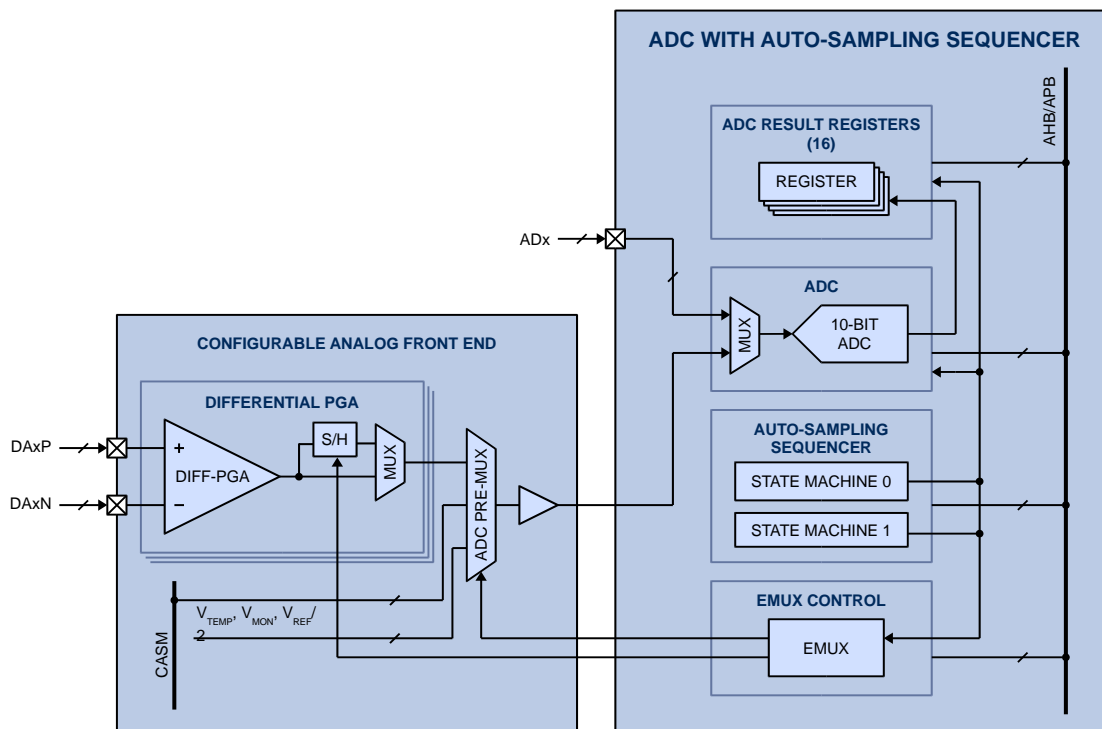 ADC WITH AUTO-SAMPLING SEQUENCER
AHB/APB
ADC RESULT REGISTERS
(16)
REGISTER
ADx
ADC
MUX
10-BIT
ADC
CONFIGURABLE ANALOG FRONT END
DIFFERENTIAL PGA
DAxP
DAxN
+
DIFF-PGA
−
S/H
MUX
ADC PRE-MUX
AUTO-SAMPLING
SEQUENCER
STATE MACHINE 0
STATE MACHINE 1
CASM
VTEMP, VMON, VREF/
2
EMUX CONTROL
EMUX